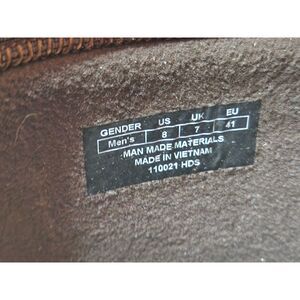 GENDER US UK EU
Men's 8 7 41
MAN MADE MATERIALS
MADE IN VIETNAM
110021 HDS